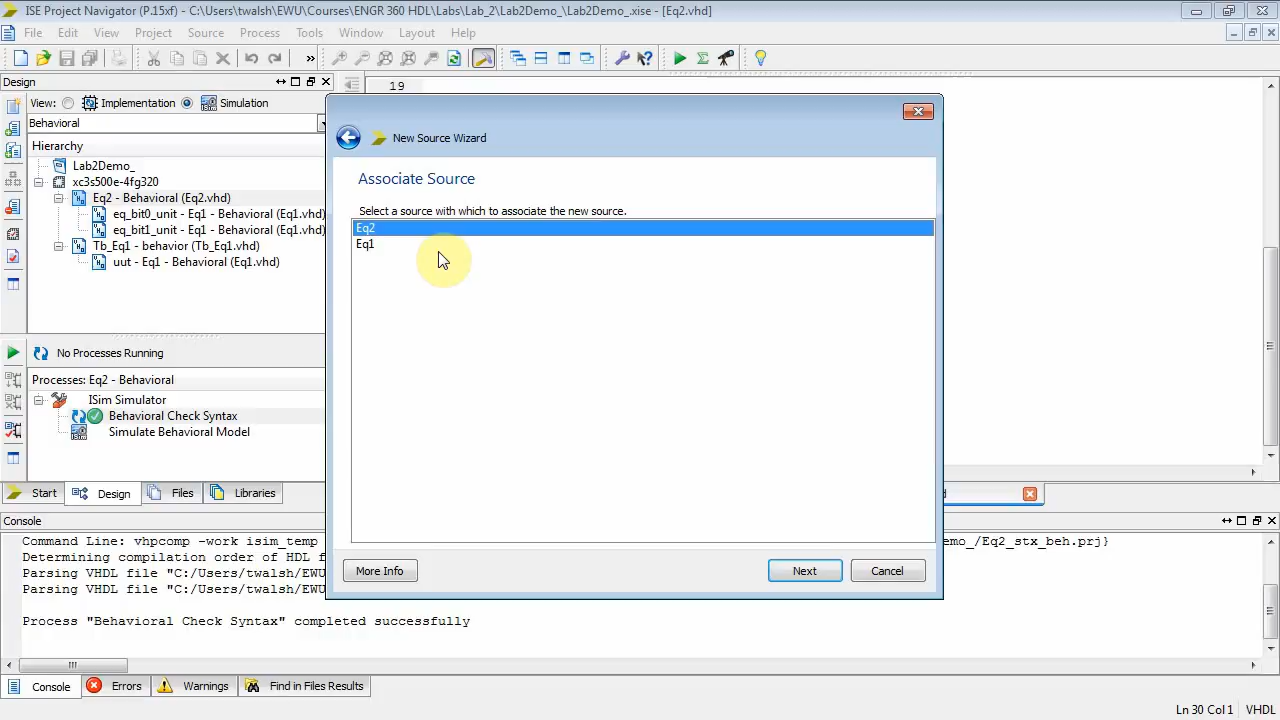 ISE Project Navigator (P.15xf) - C:\Users\twalsh\EWU\Courses\ENGR 360 HDL\Labs\Lab_2\Lab2Demo_\Lab2Demo_.xise - [Eq2.vhd]
File Edit View Project Source Process Tools Window Layout Help
Design
19
View: Implementation Simulation
Behavioral
Hierarchy
Lab2Demo_
xc3s500e-4fg320
Eq2 - Behavioral (Eq2.vhd)
eq_bit0_unit - Eq1 - Behavioral (Eq1.vhd)
eq_bit1_unit - Eq1 - Behavioral (Eq1.vhd)
Tb_Eq1 - behavior (Tb_Eq1.vhd)
uut - Eq1 - Behavioral (Eq1.vhd)
No Processes Running
Processes: Eq2 - Behavioral
ISim Simulator
Behavioral Check Syntax
Simulate Behavioral Model
Start Design Files Libraries
New Source Wizard
Associate Source
Select a source with which to associate the new source.
Eq2
Eq1
More Info Next Cancel
Console
Command Line: vhpcomp -work isim_temp emo_/Eq2_stx_beh.prj}
Determining compilation order of HDL f
Parsing VHDL file "C:/Users/twalsh/EWU
Parsing VHDL file "C:/Users/twalsh/EWU
Process "Behavioral Check Syntax" completed successfully
Console Errors Warnings Find in Files Results
Ln 30 Col 1 VHDL